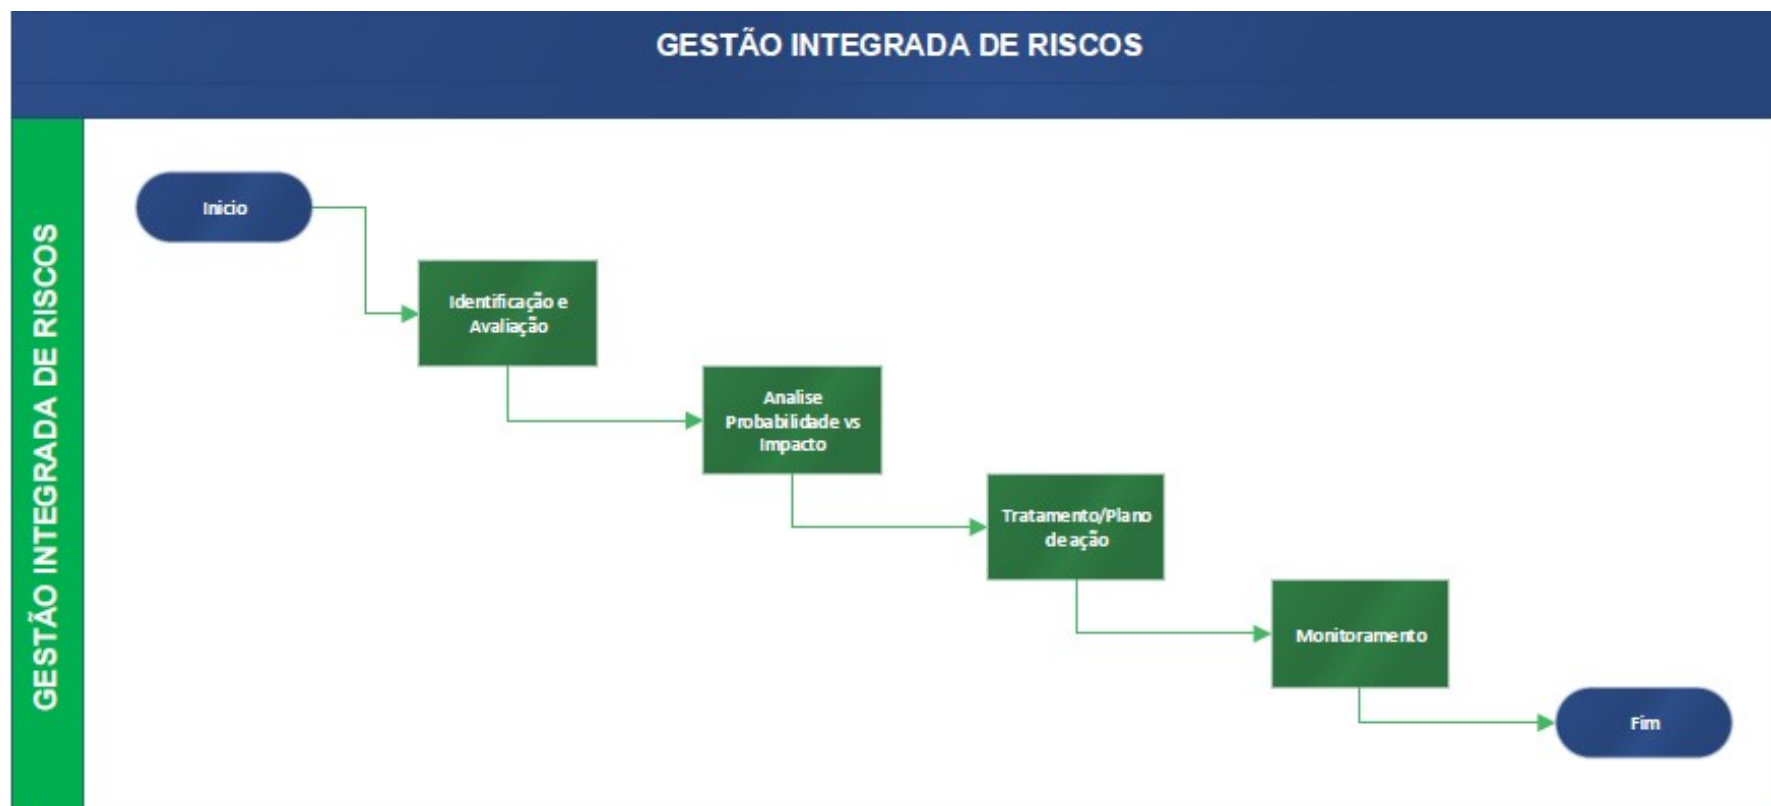 GESTÃO INTEGRADA DE RISCOS
GESTÃO INTEGRADA DE RISCOS
Inicio
Identificação e
Avaliação
Analise
Probabilidade vs
Impacto
Tratamento/Plano
de ação
Monitoramento
Fim